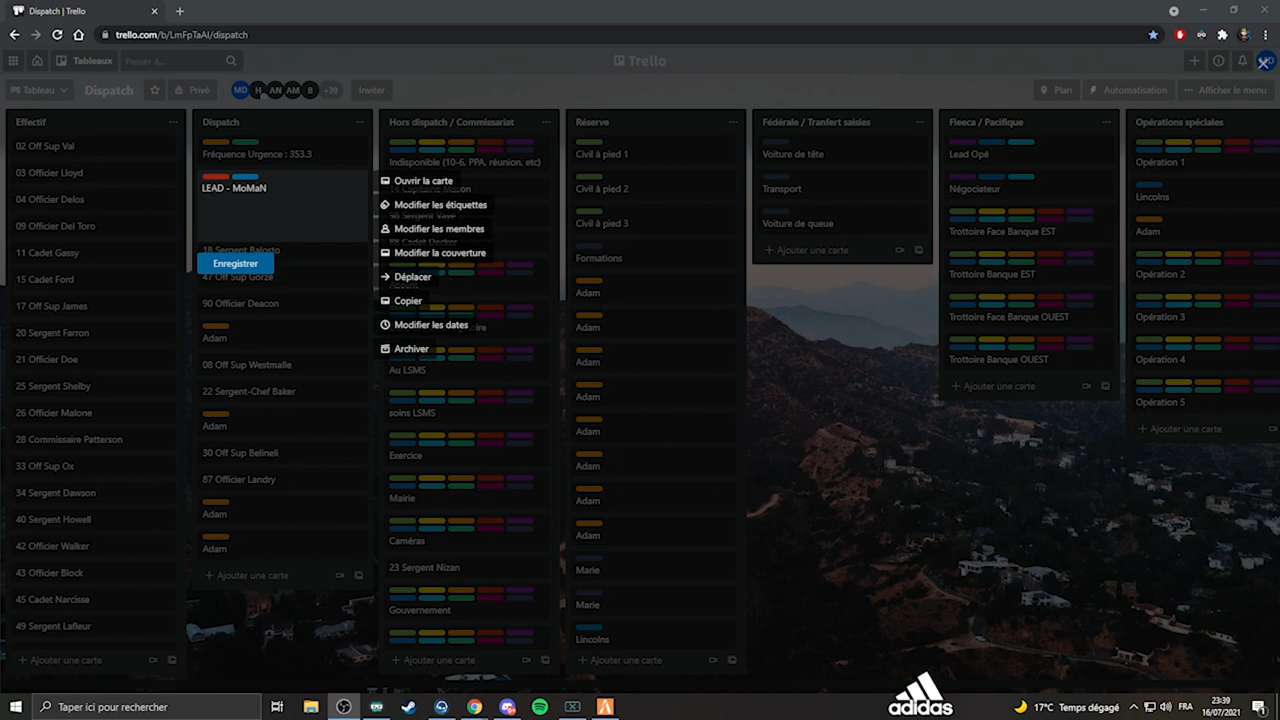 Dispatch | Trello
trello.com/b/LmFpTaAI/dispatch
Tableaux
Passer à...
Trello
Tableau
Dispatch
Privé
MD
H_
AN
AM
B
+39
Inviter
Plan
Automatisation
Afficher le menu
Effectif
02 Off Sup Val
03 Officier Lloyd
04 Officier Delos
09 Officier Del Toro
11 Cadet Gassy
15 Cadet Ford
17 Off Sup James
20 Sergent Farron
21 Officier Doe
25 Sergent Shelby
26 Officier Malone
28 Commissaire Patterson
33 Off Sup Ox
34 Sergent Dawson
40 Sergent Howell
42 Officier Walker
43 Officier Block
45 Cadet Narcisse
49 Sergent Lafleur
Ajouter une carte
Dispatch
Fréquence Urgence : 353.3
LEAD - MoMaN
18 Sergent Balosto
Enregistrer
47 Off Sup Gorze
90 Officier Deacon
Adam
08 Off Sup Westmalle
22 Sergent-Chef Baker
Adam
30 Off Sup Belineli
87 Officier Landry
Adam
Adam
Ajouter une carte
Ouvrir la carte
Modifier les étiquettes
Modifier les membres
Modifier la couverture
Déplacer
Copier
Modifier les dates
Archiver
Hors dispatch / Commissariat
Indisponible (10-6, PPA, réunion, etc)
Au LSMS
soins LSMS
Exercice
Mairie
Caméras
23 Sergent Nizan
Gouvernement
Ajouter une carte
Réserve
Civil à pied 1
Civil à pied 2
Civil à pied 3
Formations
Adam
Adam
Adam
Adam
Adam
Adam
Adam
Adam
Marie
Marie
Lincolns
Ajouter une carte
Fédérale / Tranfert saisies
Voiture de tête
Transport
Voiture de queue
Ajouter une carte
Fleeca / Pacifique
Lead Opé
Négociateur
Trottoire Face Banque EST
Trottoire Banque EST
Trottoire Face Banque OUEST
Trottoire Banque OUEST
Ajouter une carte
Opérations spéciales
Opération 1
Lincolns
Adam
Opération 2
Opération 3
Opération 4
Opération 5
Ajouter une carte
adidas
Taper ici pour rechercher
17°C Temps dégagé
FRA
23:39
16/07/2021